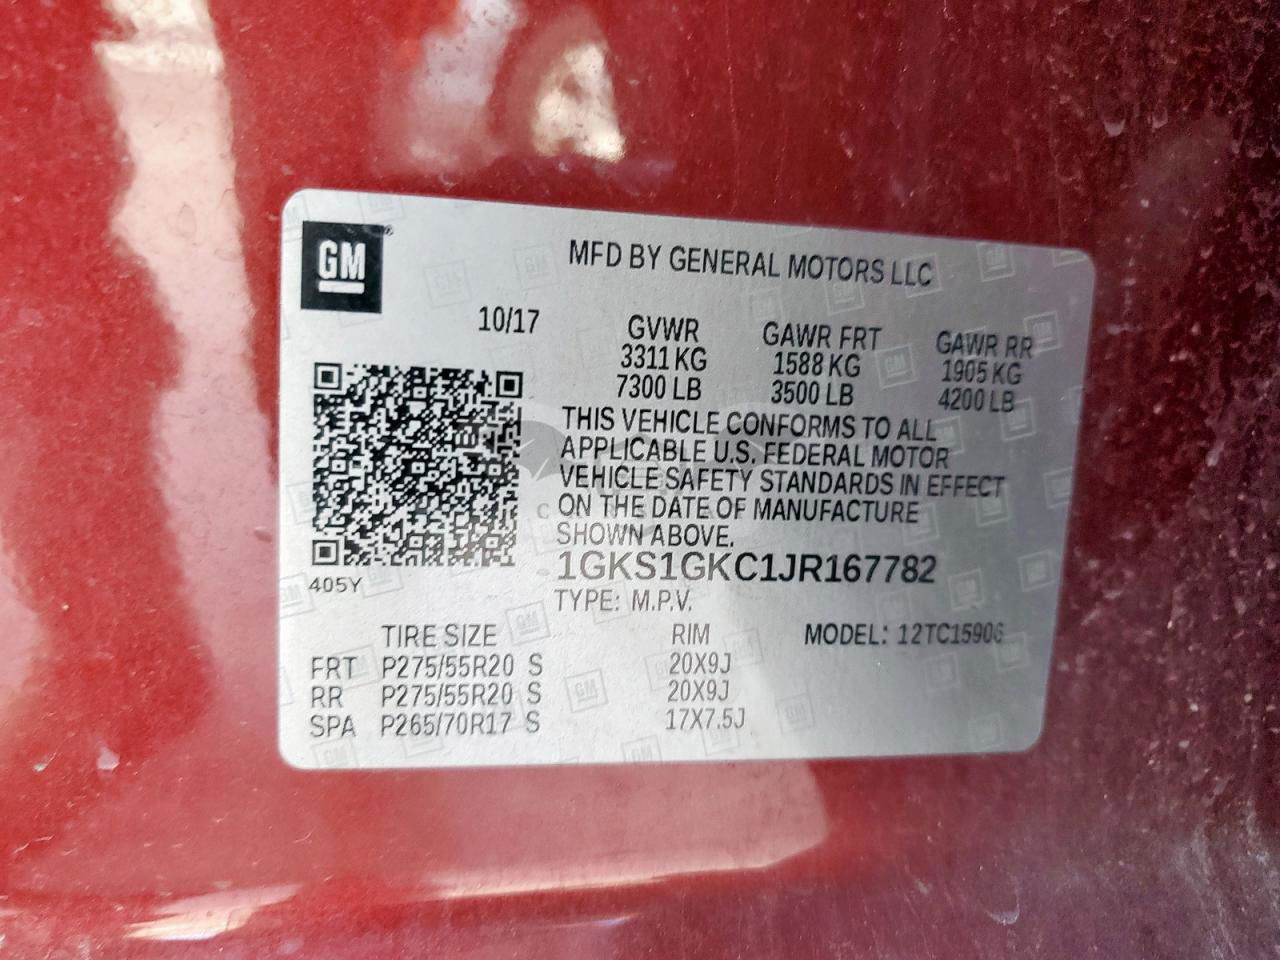 GM
MFD BY GENERAL MOTORS LLC
10/17
GVWR GAWR FRT GAWR RR
3311 KG 1588 KG 1905 KG
7300 LB 3500 LB 4200 LB
THIS VEHICLE CONFORMS TO ALL
APPLICABLE U.S. FEDERAL MOTOR
VEHICLE SAFETY STANDARDS IN EFFECT
ON THE DATE OF MANUFACTURE
SHOWN ABOVE.
1GKS1GKC1JR167782
405Y
TYPE: M.P.V.
TIRE SIZE RIM MODEL: 12TC15906
FRT P275/55R20 S 20X9J
RR P275/55R20 S 20X9J
SPA P265/70R17 S 17X7.5J